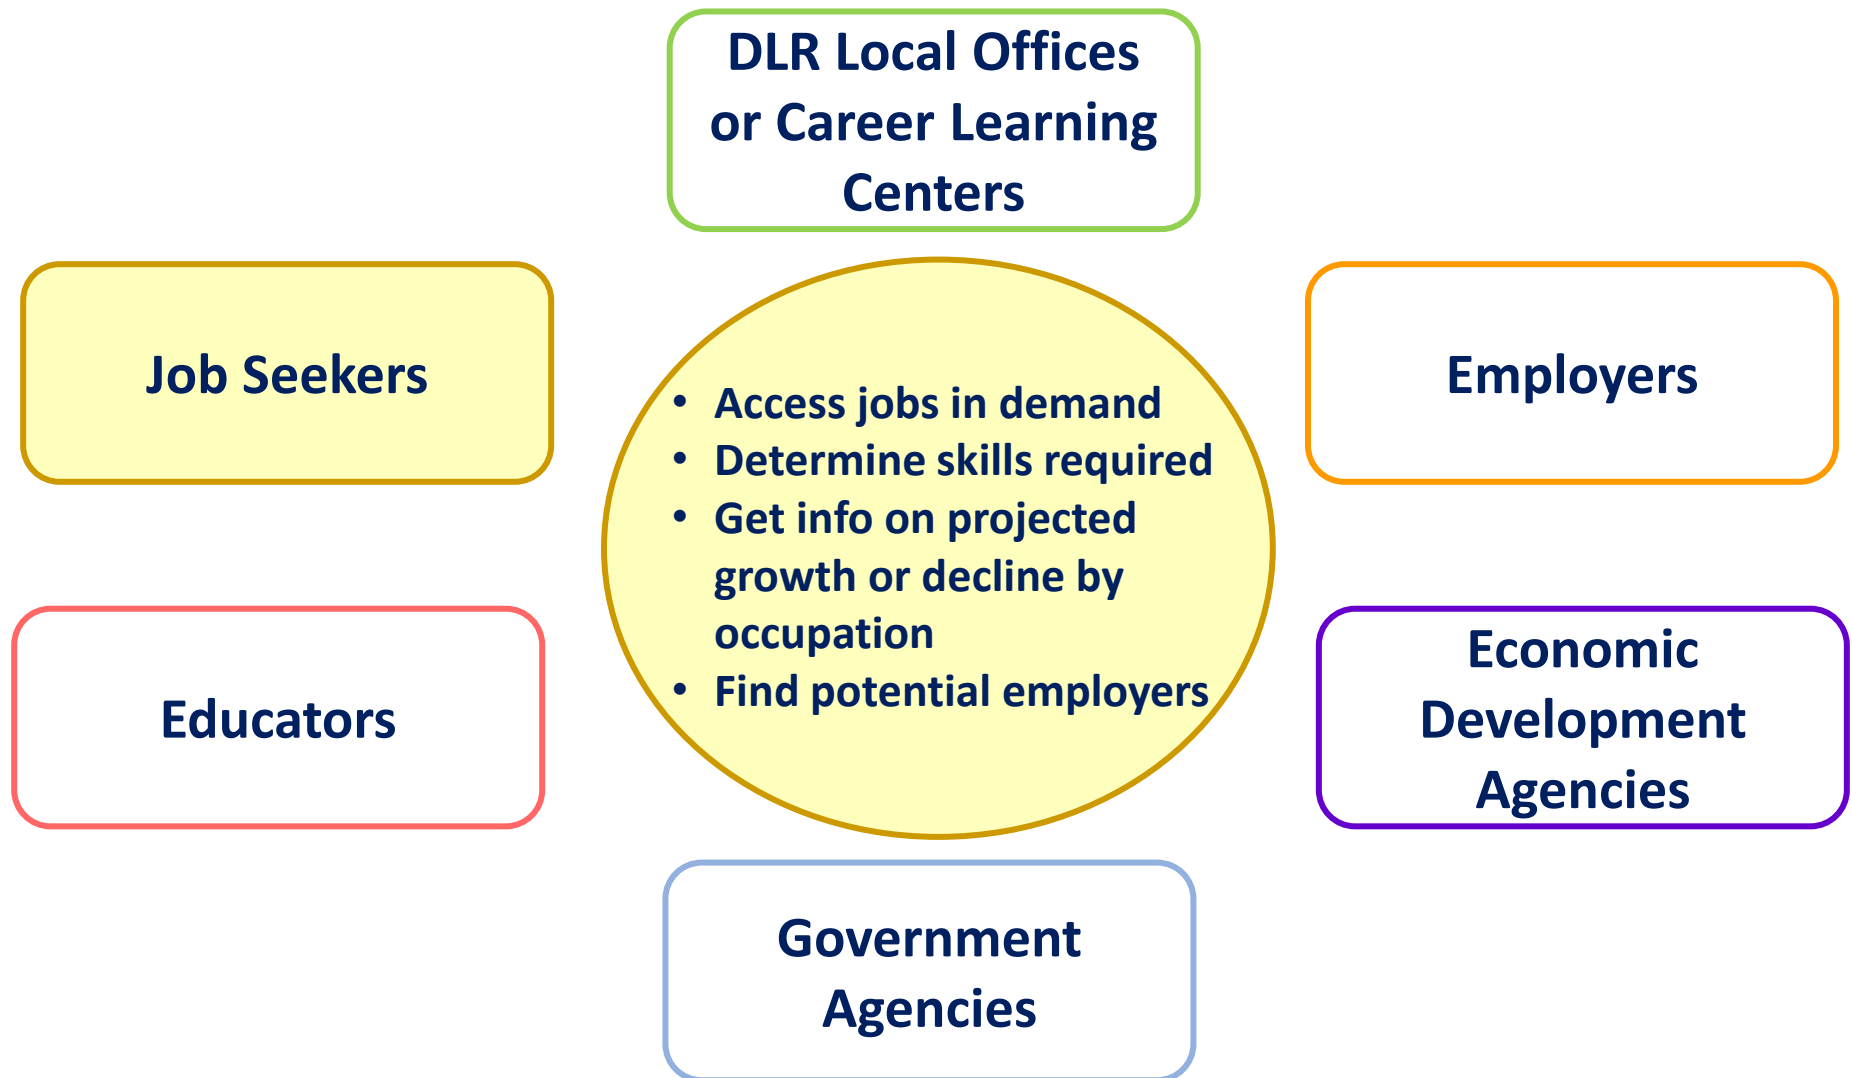 DLR Local Offices
or Career Learning
Centers
Job Seekers
Employers
• Access jobs in demand
• Determine skills required
• Get info on projected
growth or decline by
occupation
• Find potential employers
Educators
Economic
Development
Agencies
Government
Agencies